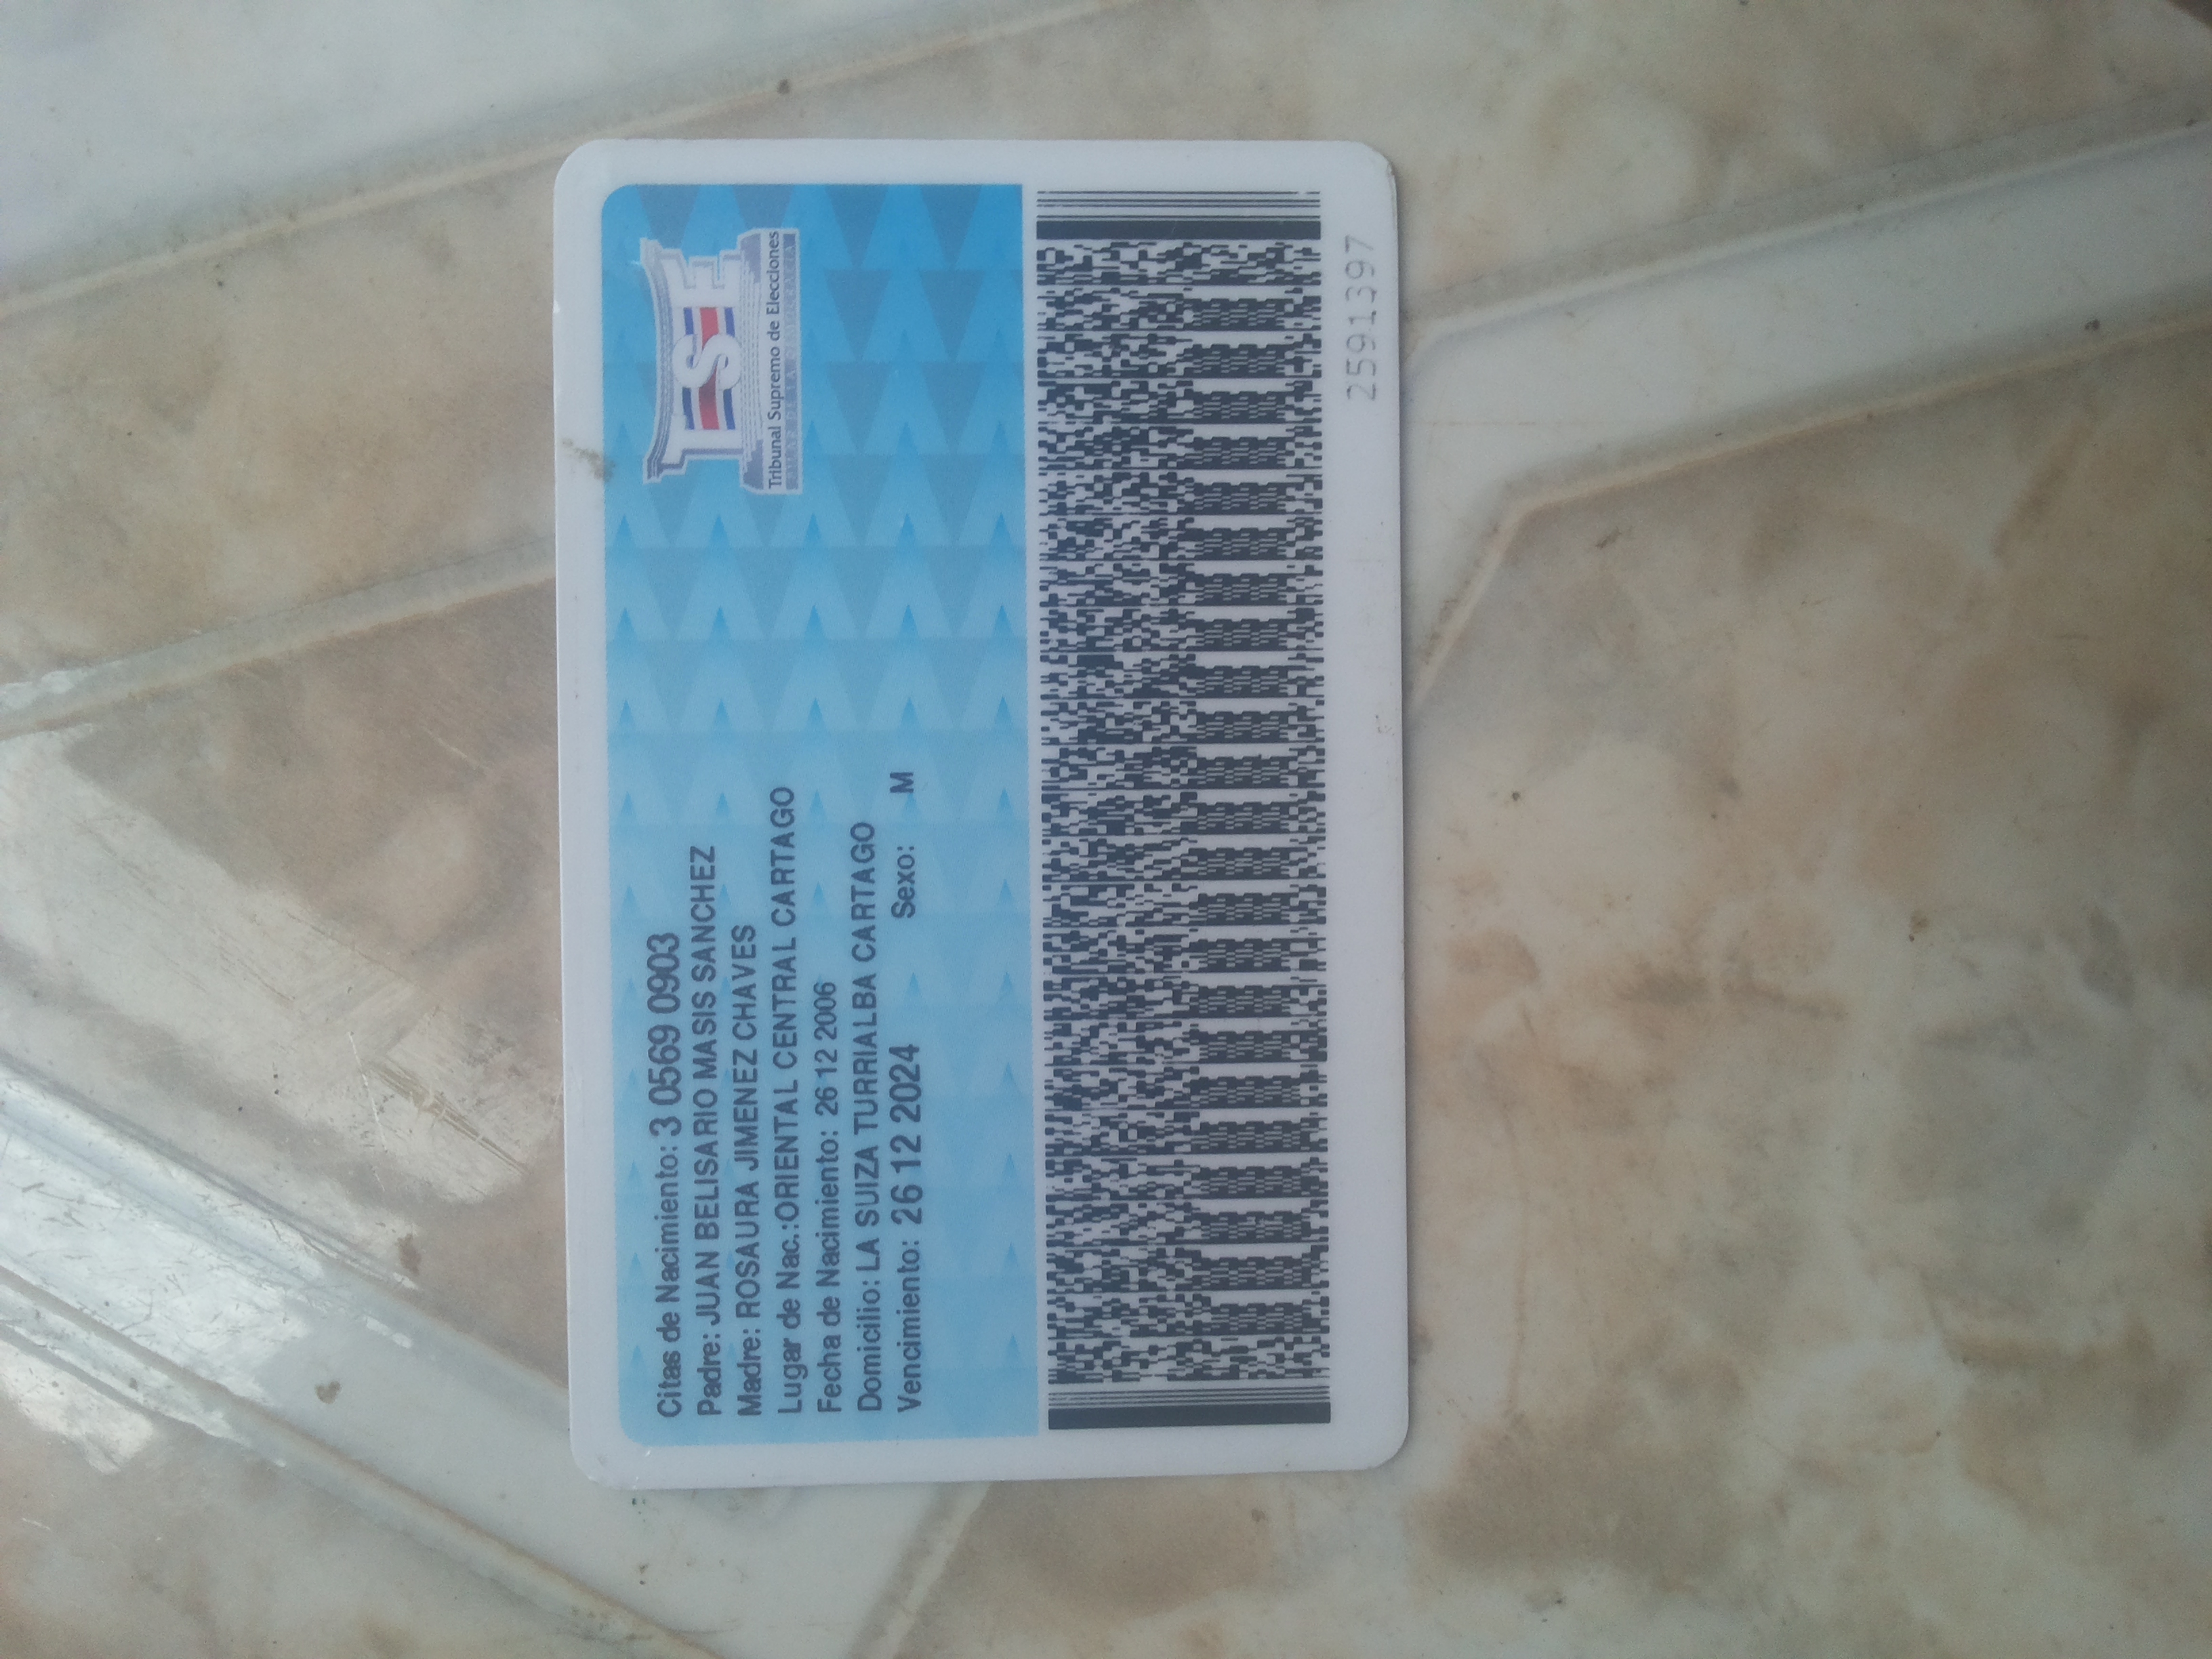 Citas de Nacimiento: 3 0569 0903
Padre: JUAN BELISARIO MASIS SANCHEZ
Madre: ROSAURA JIMENEZ CHAVES
Lugar de Nac.:ORIENTAL CENTRAL CARTAGO
Fecha de Nacimiento: 26 12 2006
Domicilio: LA SUIZA TURRIALBA CARTAGO
Vencimiento: 26 12 2024 Sexo: M
TSE
Tribunal Supremo de Elecciones
2591397